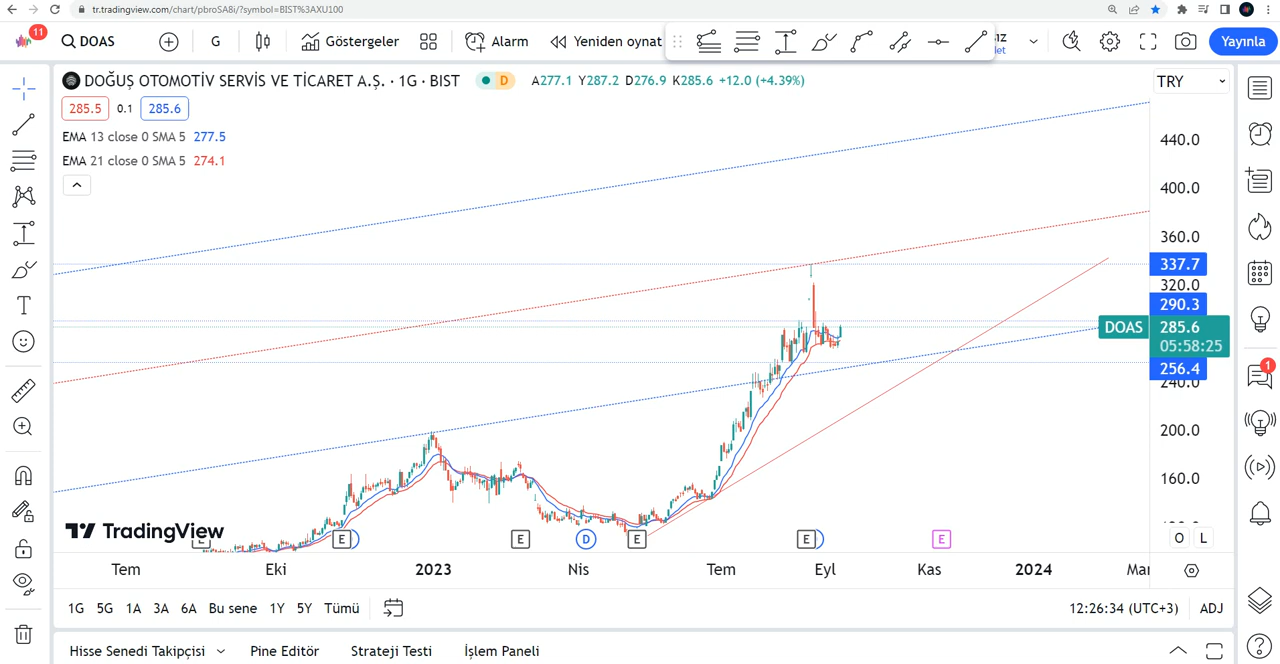 tr.tradingview.com/chart/pbroSA8i/?symbol=BIST%3AXU100
11 DOAS G Göstergeler Alarm Yeniden oynat Yayınla
DOĞUŞ OTOMOTİV SERVİS VE TİCARET A.Ş. · 1G · BIST D A277.1 Y287.2 D276.9 K285.6 +12.0 (+4.39%) TRY
285.5 0.1 285.6
EMA 13 close 0 SMA 5 277.5
EMA 21 close 0 SMA 5 274.1
440.0
400.0
360.0
337.7
320.0
290.3
DOAS 285.6
05:58:25
256.4
240.0
200.0
160.0
1
TradingView
E E D E E E O L
Tem Eki 2023 Nis Tem Eyl Kas 2024 Mar
1G 5G 1A 3A 6A Bu sene 1Y 5Y Tümü 12:26:34 (UTC+3) ADJ
Hisse Senedi Takipçisi Pine Editör Strateji Testi İşlem Paneli